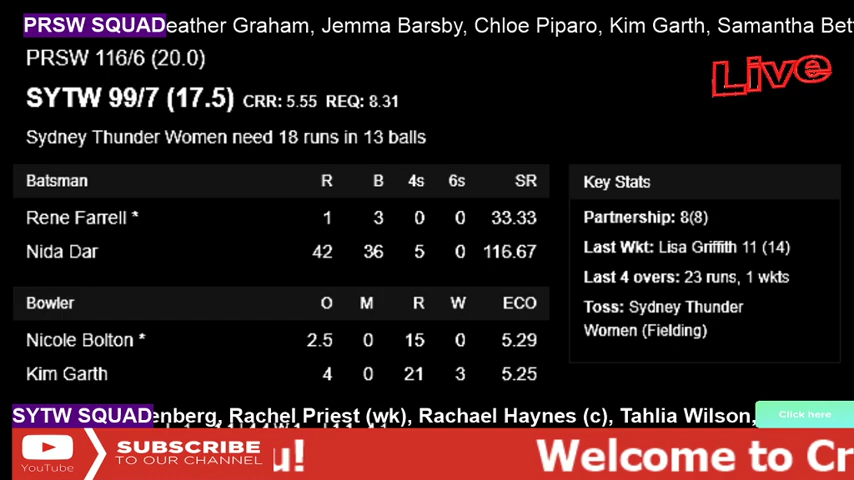 PRSW SQUAD eather Graham, Jemma Barsby, Chloe Piparo, Kim Garth, Samantha Bet
PRSW 116/6 (20.0)
Live
SYTW 99/7 (17.5) CRR: 5.55 REQ: 8.31
Sydney Thunder Women need 18 runs in 13 balls
Batsman R B 4s 6s SR
Rene Farrell * 1 3 0 0 33.33
Nida Dar 42 36 5 0 116.67
Bowler O M R W ECO
Nicole Bolton * 2.5 0 15 0 5.29
Kim Garth 4 0 21 3 5.25
Key Stats
Partnership: 8(8)
Last Wkt: Lisa Griffith 11 (14)
Last 4 overs: 23 runs, 1 wkts
Toss: Sydney Thunder
Women (Fielding)
SYTW SQUAD enberg, Rachel Priest (wk), Rachael Haynes (c), Tahlia Wilson,
Click here
YouTube
SUBSCRIBE
TO OUR CHANNEL
u! Welcome to Cr